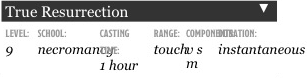 True Resurrection ▼
LEVEL: SCHOOL: CASTING TIME: RANGE: COMPONENTS: DURATION:
9 necromancy 1 hour touch v s m instantaneous